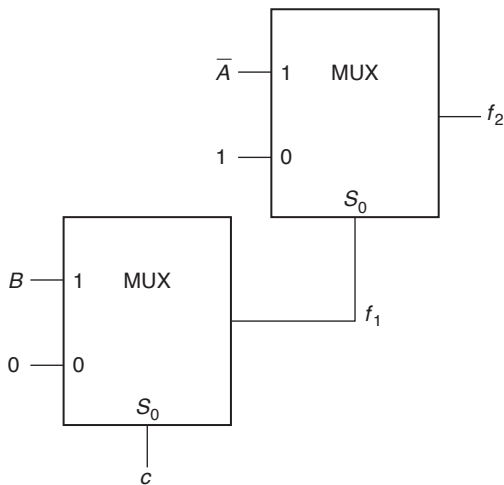 A̅ 1 MUX
f₂
1 0
S₀
B 1 MUX
f₁
0 0
S₀
c